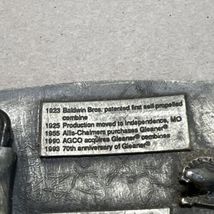 1923 Baldwin Bros. patented first self-propelled
combine
1925 Production moved to Independence, MO
1955 Allis-Chalmers purchases Gleaner®
1990 AGCO acquires Gleaner® combines
1993 70th anniversary of Gleaner®